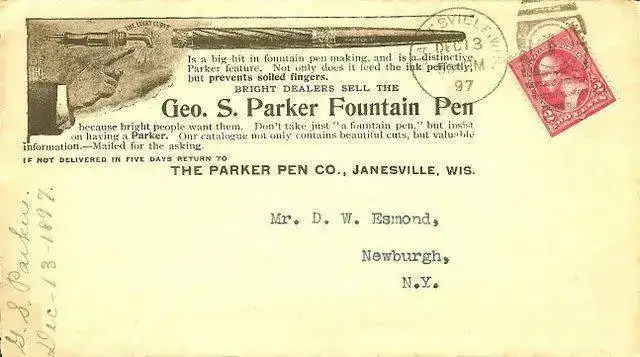 THE LUCKY CURVE
Is a big hit in fountain pen making, and is a distinctive
Parker feature. Not only does it feed the ink perfectly,
but prevents soiled fingers.
BRIGHT DEALERS SELL THE
Geo. S. Parker Fountain Pen
because bright people want them. Don't take just "a fountain pen," but insist
on having a Parker. Our catalogue not only contains beautiful cuts, but valuable
information.—Mailed for the asking.
IF NOT DELIVERED IN FIVE DAYS RETURN TO
THE PARKER PEN CO., JANESVILLE, WIS.
ESVILLE, WIS.
DEC 13
M
97
2 2
Mr. D. W. Esmond,
Newburgh,
N.Y.
G. S. Parker.
Dec-13-1897.